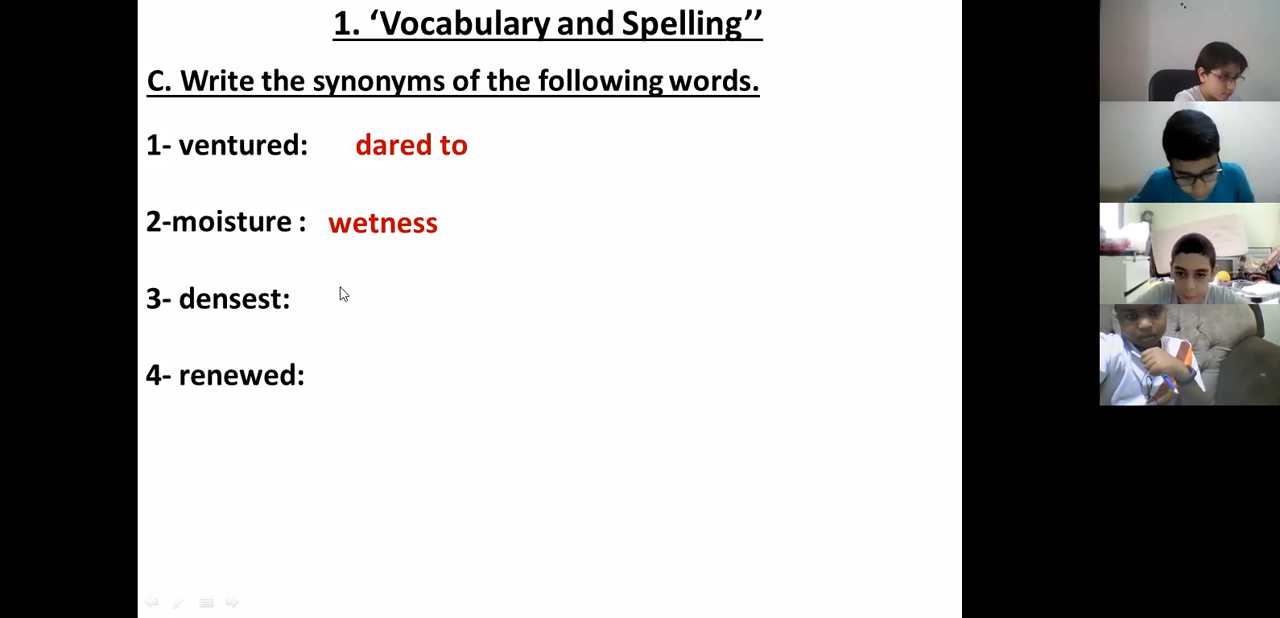 1. ‘Vocabulary and Spelling’’
C. Write the synonyms of the following words.
1- ventured: dared to
2-moisture : wetness
3- densest:
4- renewed: